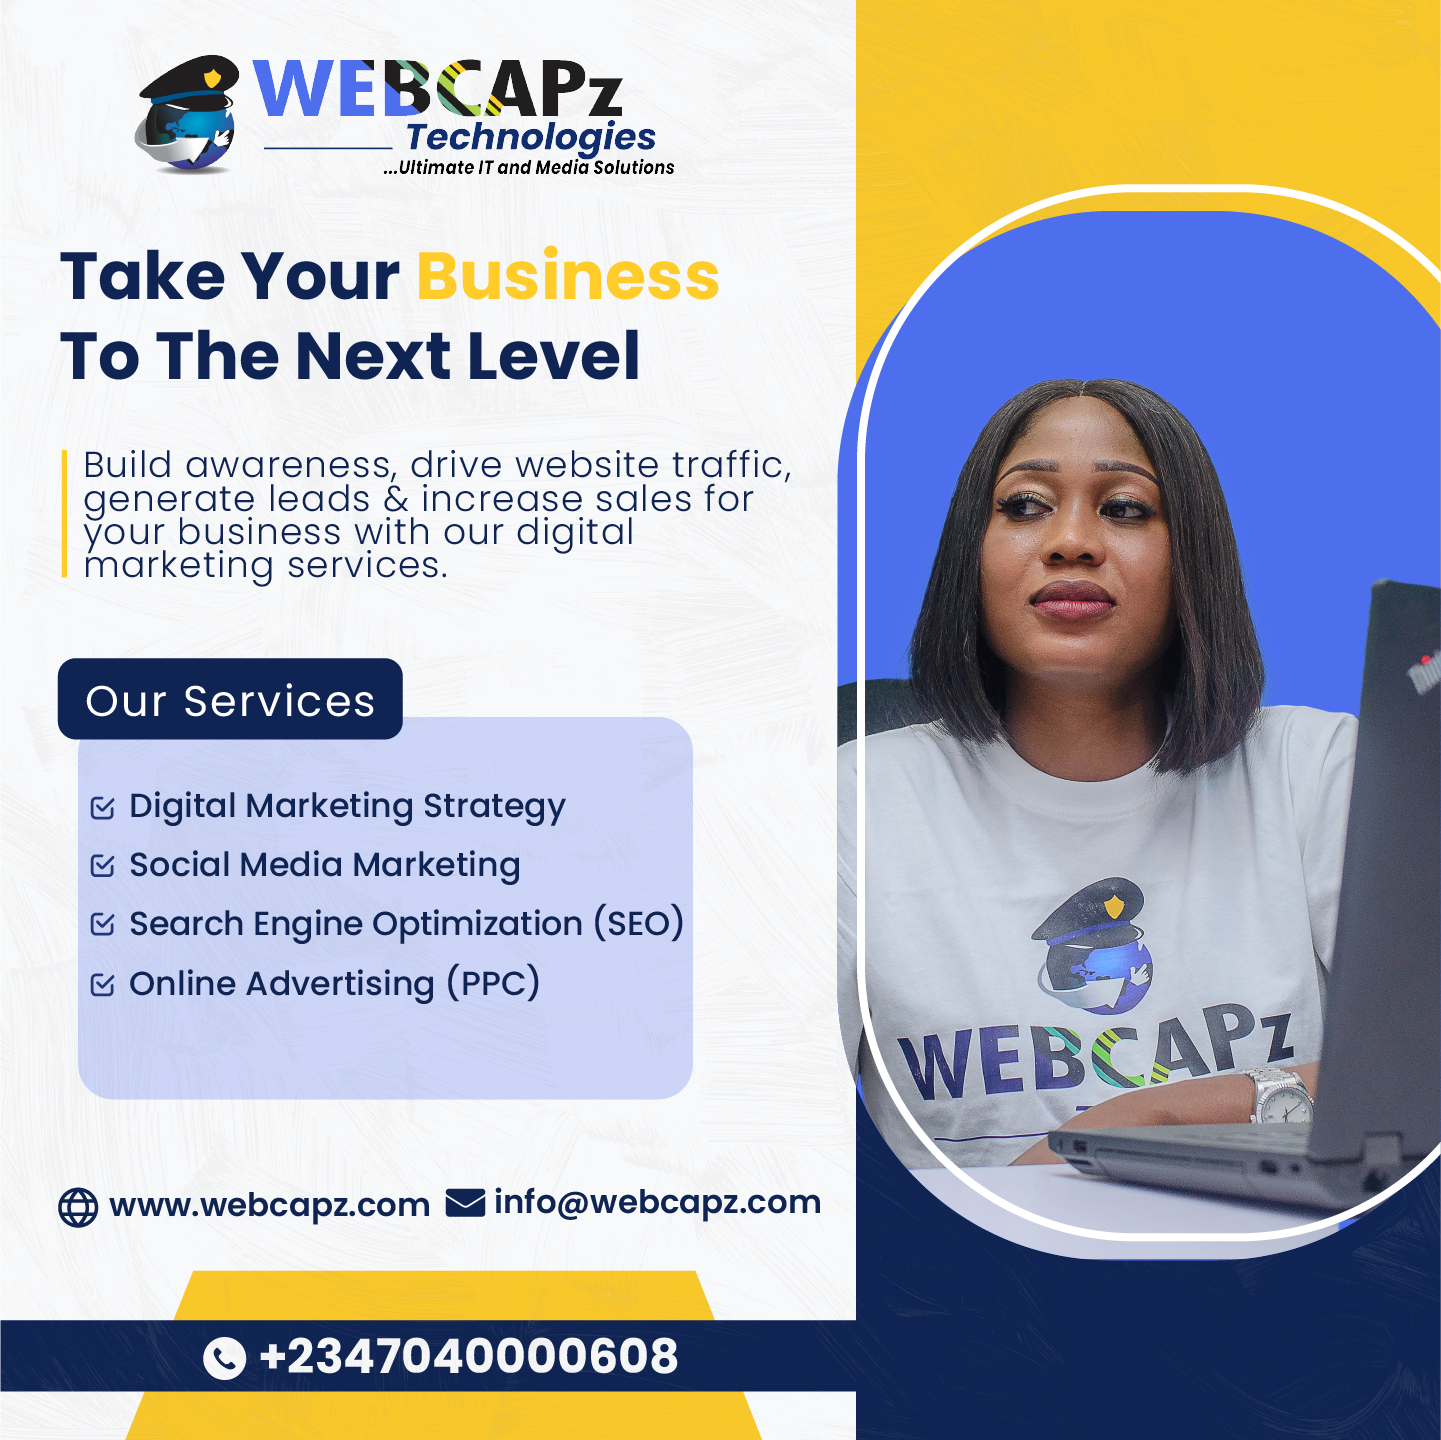 WEBCAPz
Technologies
...Ultimate IT and Media Solutions
Take Your Business
To The Next Level
Build awareness, drive website traffic,
generate leads & increase sales for
your business with our digital
marketing services.
Our Services
Digital Marketing Strategy
Social Media Marketing
Search Engine Optimization (SEO)
Online Advertising (PPC)
www.webcapz.com
info@webcapz.com
+2347040000608
WEBCAPz